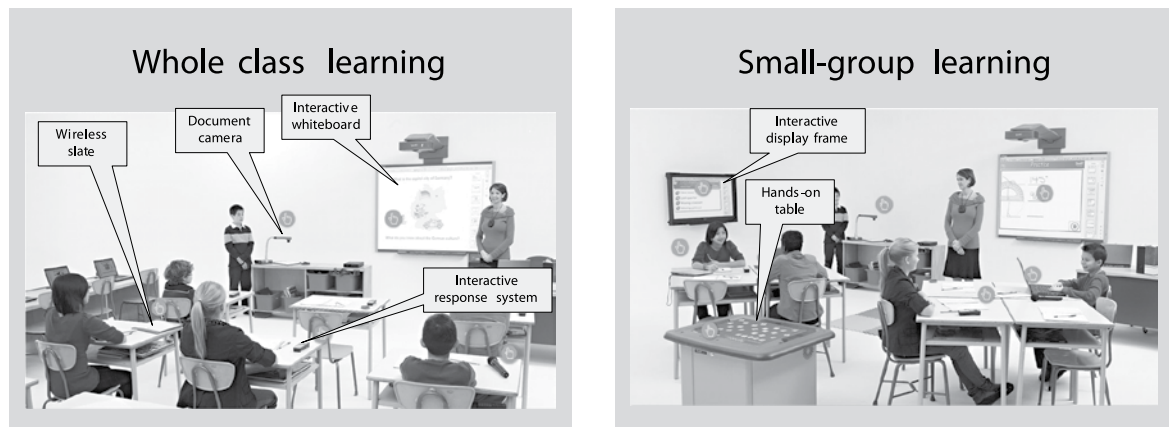 Whole class learning
Wireless
slate
Document
camera
Interactive
whiteboard
Interactive
response system
Small-group learning
Interactive
display frame
Hands-on
table